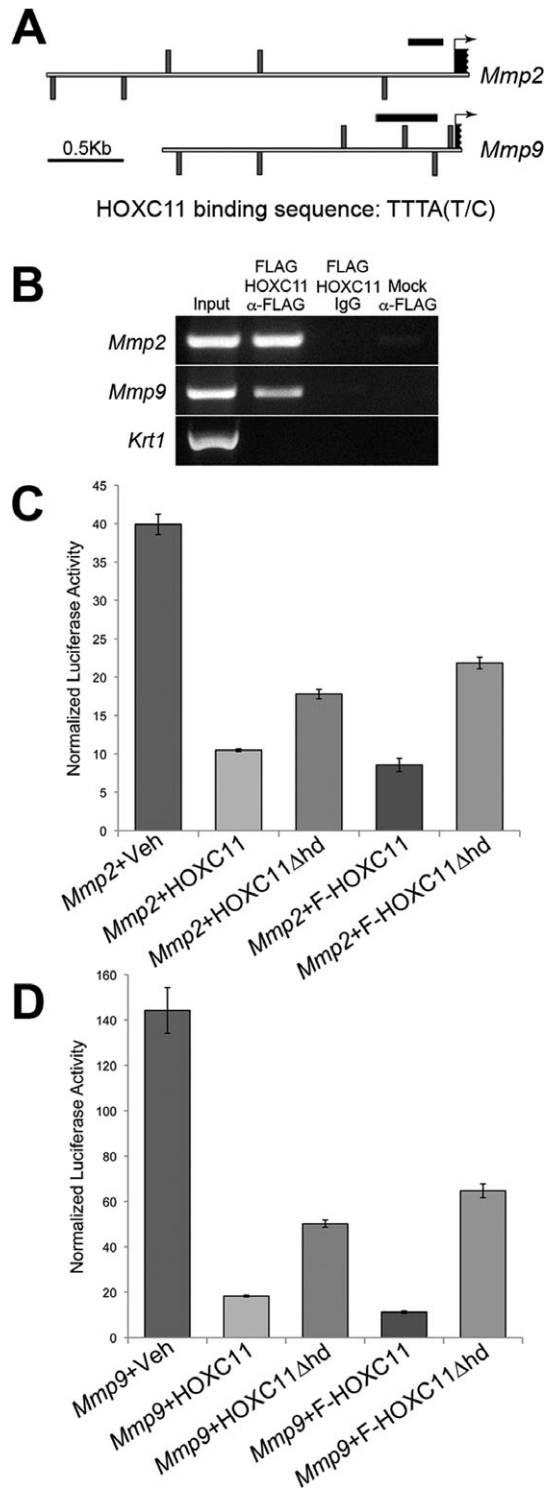 A
Mmp2
Mmp9
0.5Kb
HOXC11 binding sequence: TTTA(T/C)
B
Input
FLAG
HOXC11
α-FLAG
FLAG
HOXC11
IgG
Mock
α-FLAG
Mmp2
Mmp9
Krt1
C
Normalized Luciferase Activity
45
40
35
30
25
20
15
10
5
0
Mmp2+Veh
Mmp2+HOXC11
Mmp2+HOXC11Δhd
Mmp2+F-HOXC11
Mmp2+F-HOXC11Δhd
D
Normalized Luciferase Activity
160
140
120
100
80
60
40
20
0
Mmp9+Veh
Mmp9+HOXC11
Mmp9+HOXC11Δhd
Mmp9+F-HOXC11
Mmp9+F-HOXC11Δhd